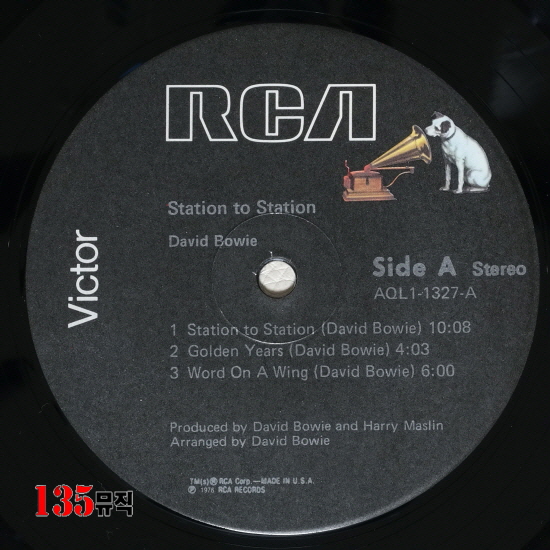 RCA
Victor
Station to Station
David Bowie
Side A Stereo
AQL1-1327-A
1 Station to Station (David Bowie) 10:08
2 Golden Years (David Bowie) 4:03
3 Word On A Wing (David Bowie) 6:00
Produced by David Bowie and Harry Maslin
Arranged by David Bowie
TM(s)® RCA Corp.—MADE IN U.S.A.
℗ 1976 RCA RECORDS
135뮤직